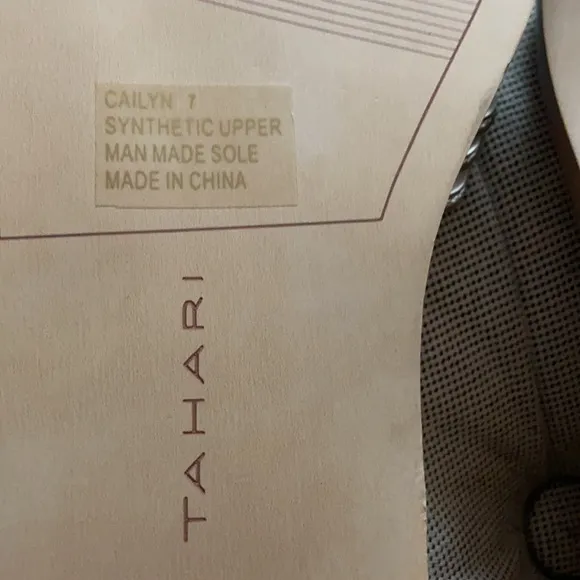 CAILYN 7
SYNTHETIC UPPER
MAN MADE SOLE
MADE IN CHINA
TAHARI